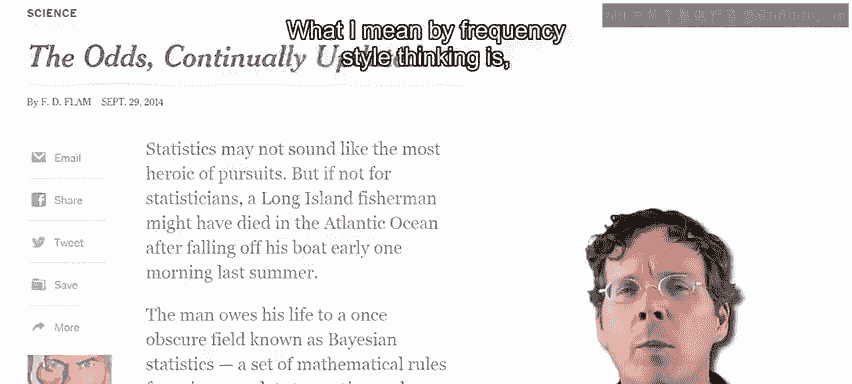 SCIENCE
What I mean by frequency
style thinking is,
The Odds, Continually
By F. D. FLAM SEPT. 29, 2014
Email
Share
Tweet
Save
More
Statistics may not sound like the most
heroic of pursuits. But if not for
statisticians, a Long Island fisherman
might have died in the Atlantic Ocean
after falling off his boat early one
morning last summer.
The man owes his life to a once
obscure field known as Bayesian
statistics — a set of mathematical rules